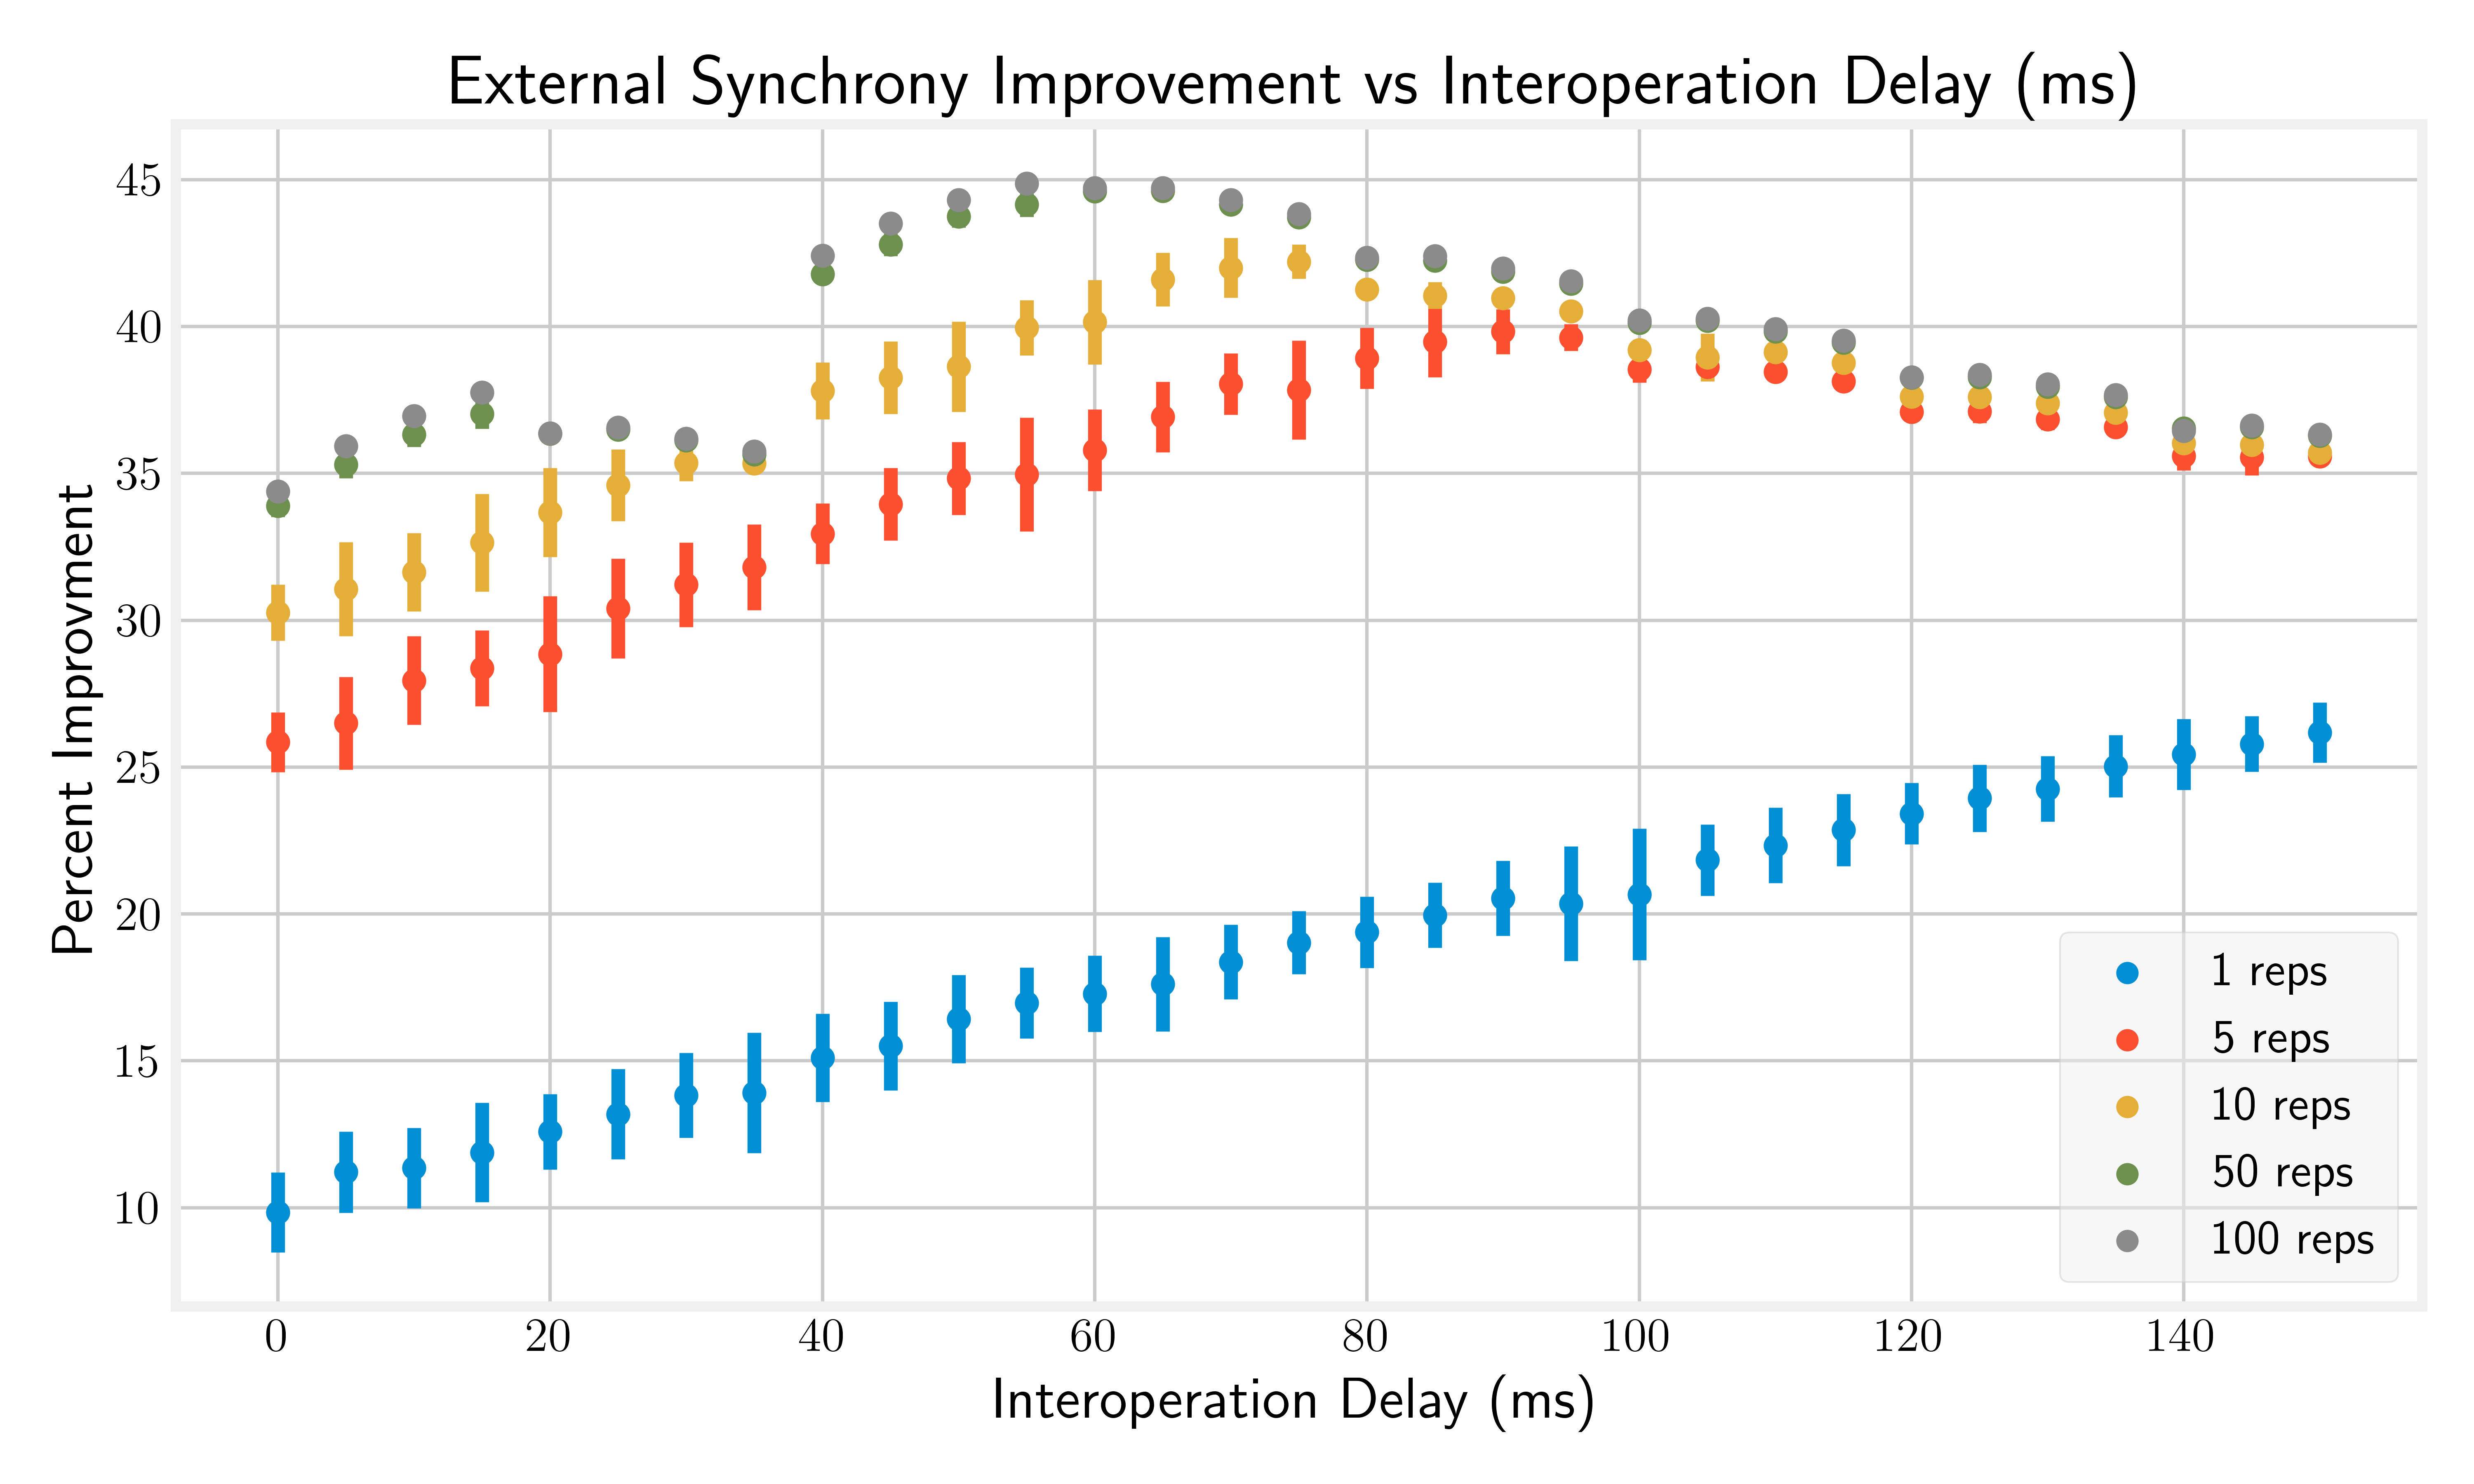 External Synchrony Improvement vs Interoperation Delay (ms)
Percent Improvment
45
40
35
30
25
20
15
10
0 20 40 60 80 100 120 140
Interoperation Delay (ms)
1 reps
5 reps
10 reps
50 reps
100 reps